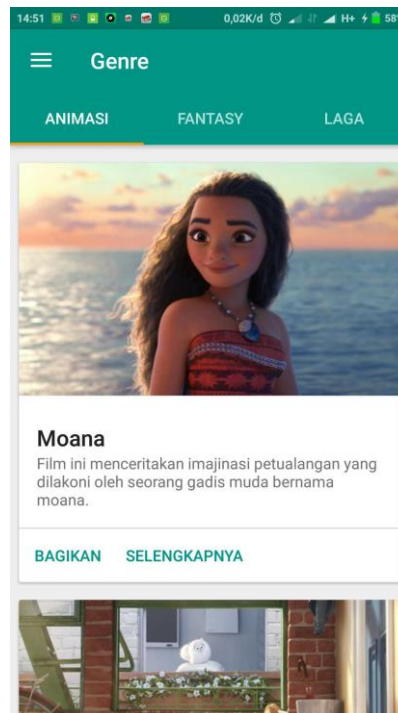 14:51 0,02K/d H+ 58%
Genre
ANIMASI FANTASY LAGA
Moana
Film ini menceritakan imajinasi petualangan yang
dilakoni oleh seorang gadis muda bernama
moana.
BAGIKAN SELENGKAPNYA